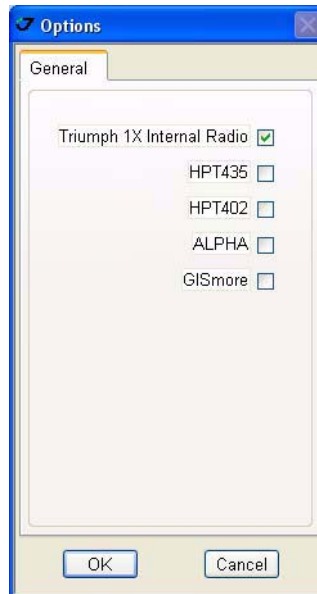 Options
General
Triumph 1X Internal Radio
HPT435
HPT402
ALPHA
GISmore
OK
Cancel